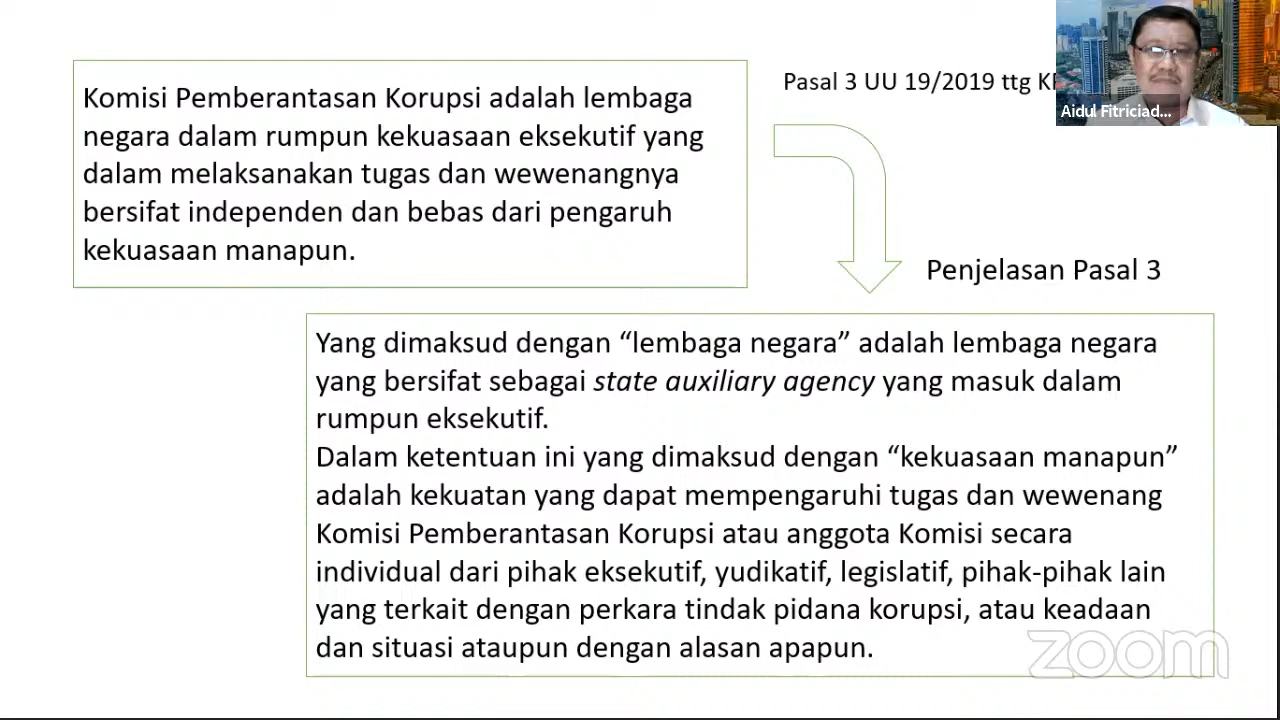 Komisi Pemberantasan Korupsi adalah lembaga
negara dalam rumpun kekuasaan eksekutif yang
dalam melaksanakan tugas dan wewenangnya
bersifat independen dan bebas dari pengaruh
kekuasaan manapun.
Pasal 3 UU 19/2019 ttg
Aidul Fitriciad...
Penjelasan Pasal 3
Yang dimaksud dengan “lembaga negara” adalah lembaga negara
yang bersifat sebagai state auxiliary agency yang masuk dalam
rumpun eksekutif.
Dalam ketentuan ini yang dimaksud dengan “kekuasaan manapun”
adalah kekuatan yang dapat mempengaruhi tugas dan wewenang
Komisi Pemberantasan Korupsi atau anggota Komisi secara
individual dari pihak eksekutif, yudikatif, legislatif, pihak-pihak lain
yang terkait dengan perkara tindak pidana korupsi, atau keadaan
dan situasi ataupun dengan alasan apapun.
zoom